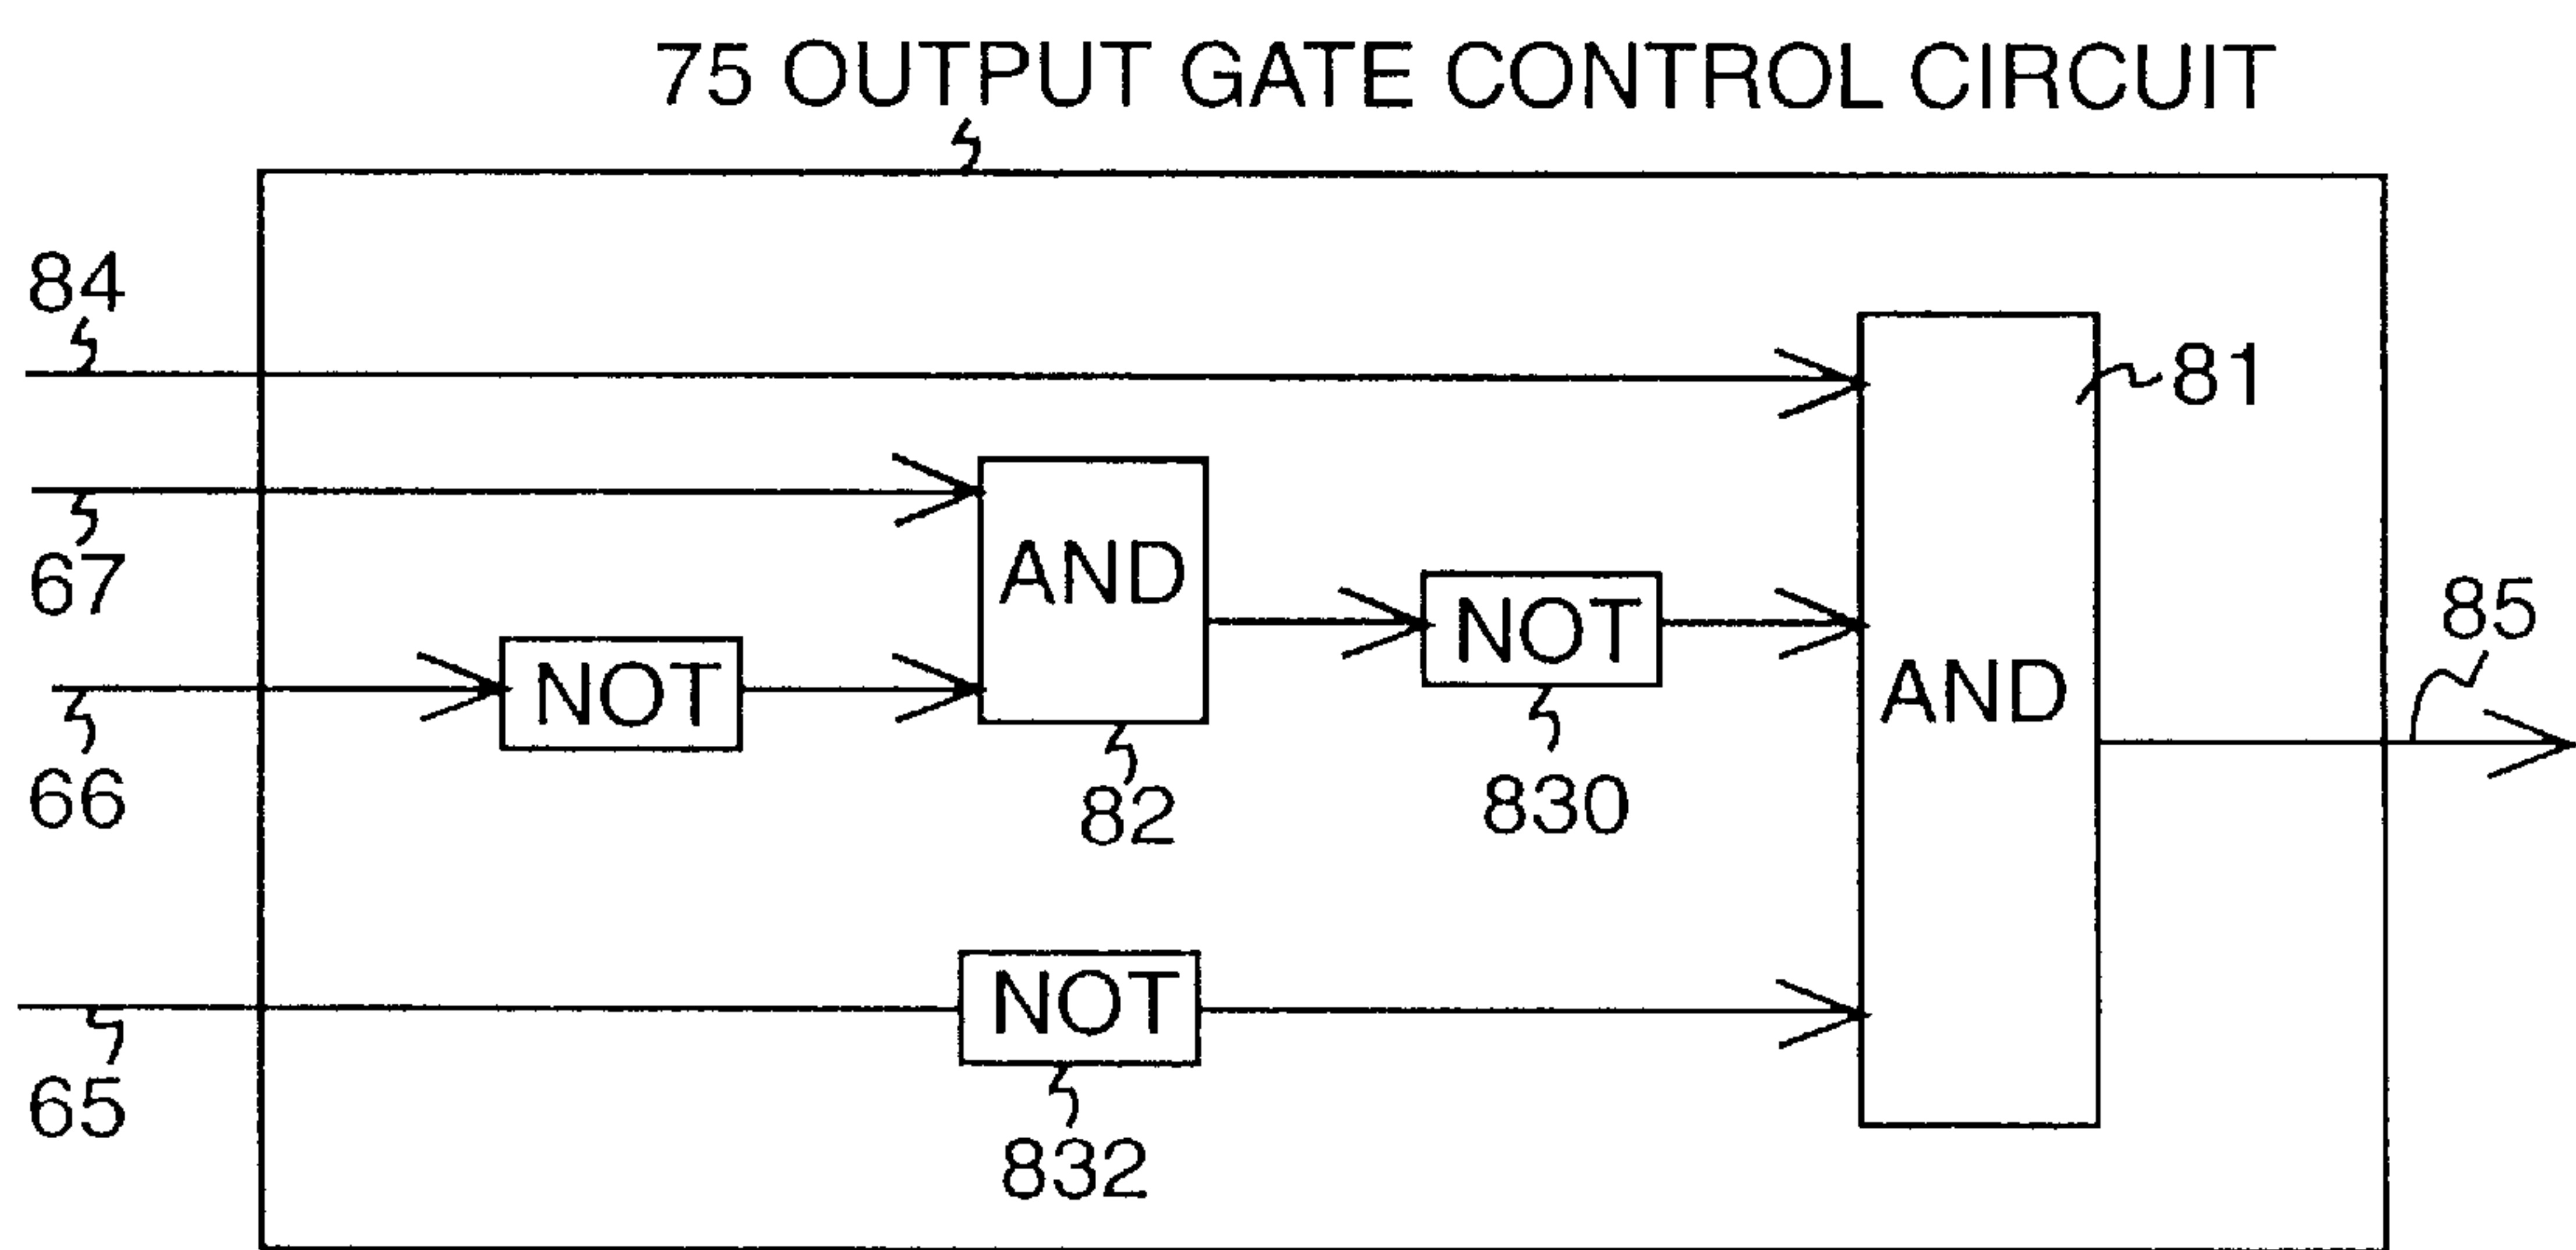 75 OUTPUT GATE CONTROL CIRCUIT
84
81
67
AND
NOT
NOT
AND
85
66
82
830
65
NOT
832